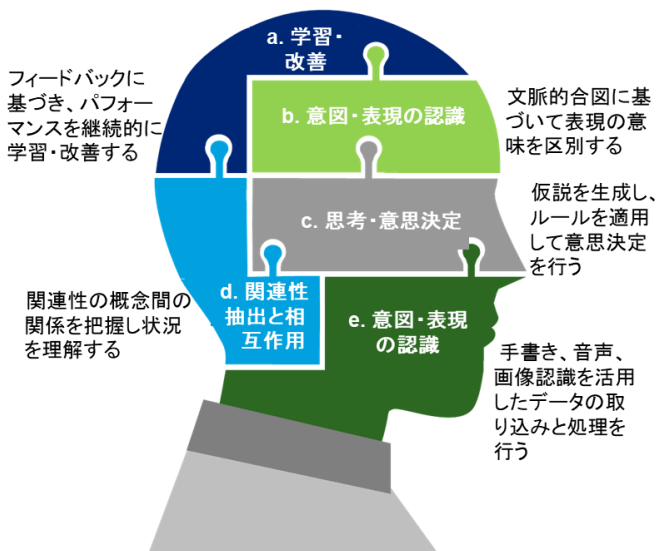 a. 学習・
改善
フィードバックに
基づき、パフォー
マンスを継続的に
学習・改善する
b. 意図・表現の認識
文脈的合図に基
づいて表現の意
味を区別する
c. 思考・意思決定
仮説を生成し、
ルールを適用
して意思決定
を行う
d. 関連性
抽出と相
互作用
関連性の概念間の
関係を把握し状況
を理解する
e. 意図・表現
の認識
手書き、音声、
画像認識を活用
したデータの取
り込みと処理を
行う